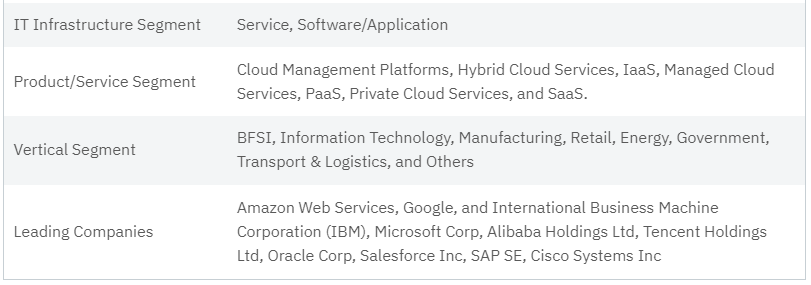 IT Infrastructure Segment
Service, Software/Application
Product/Service Segment
Cloud Management Platforms, Hybrid Cloud Services, IaaS, Managed Cloud
Services, PaaS, Private Cloud Services, and SaaS.
Vertical Segment
BFSI, Information Technology, Manufacturing, Retail, Energy, Government,
Transport & Logistics, and Others
Leading Companies
Amazon Web Services, Google, and International Business Machine
Corporation (IBM), Microsoft Corp, Alibaba Holdings Ltd, Tencent Holdings
Ltd, Oracle Corp, Salesforce Inc, SAP SE, Cisco Systems Inc